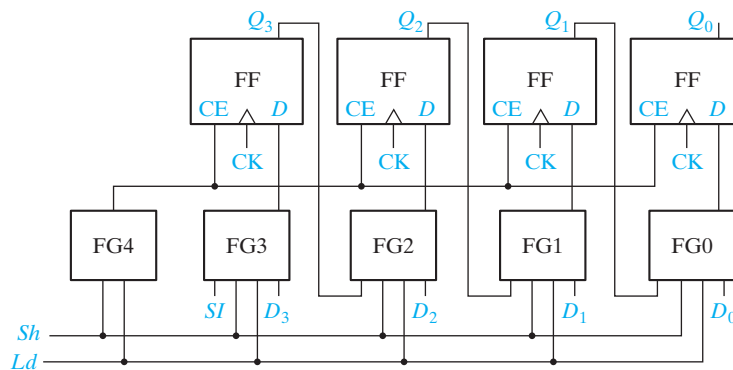 Q3 Q2 Q1 Q0
FF FF FF FF
CE D CE D CE D CE D
CK CK CK CK
FG4 FG3 FG2 FG1 FG0
SI D3 D2 D1 D0
Sh
Ld